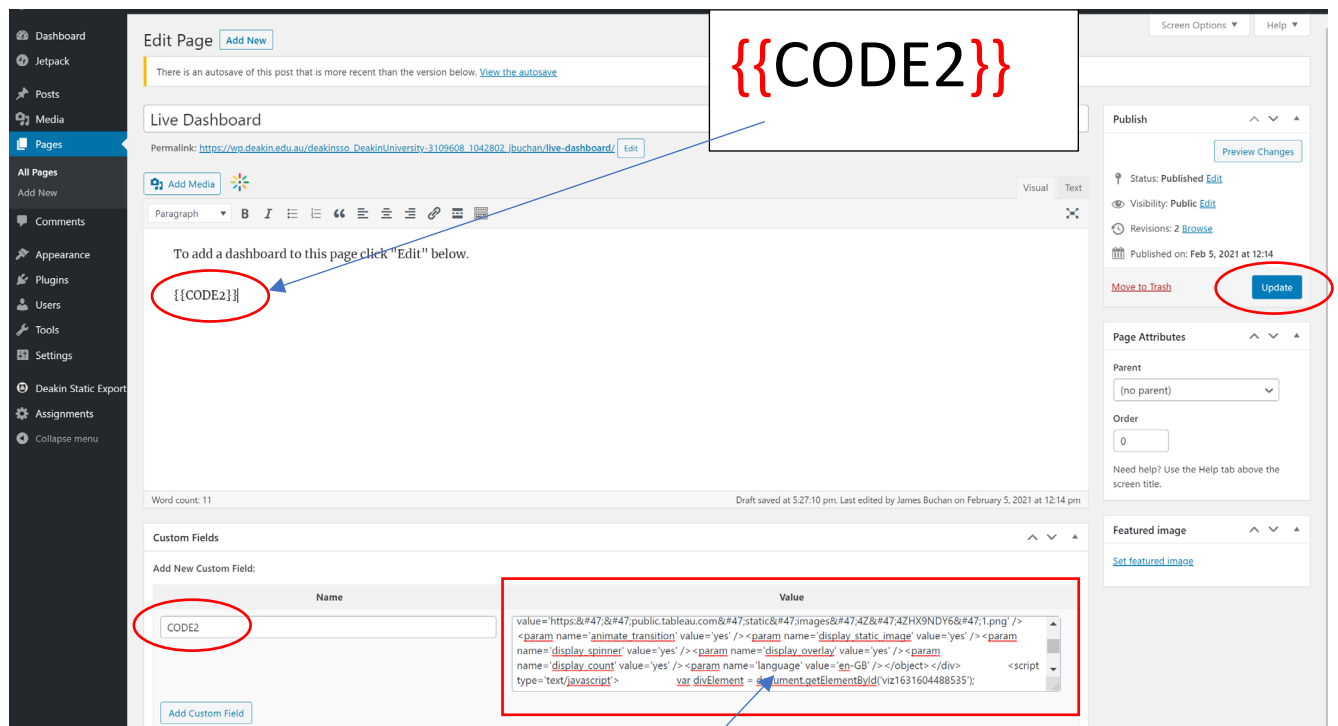 {{CODE2}}
Screen Options ▼
Help ▼
Dashboard
Jetpack
Posts
Media
Pages
All Pages
Add New
Comments
Appearance
Plugins
Users
Tools
Settings
Deakin Static Export
Assignments
Collapse menu
Edit Page Add New
There is an autosave of this post that is more recent than the version below. View the autosave
Live Dashboard
Permalink: https://wp.deakin.edu.au/deakinsso_DeakinUniversity-3109608_1042802_jbuchan/live-dashboard/ Edit
Add Media
Visual Text
Paragraph ▼ B I
To add a dashboard to this page click "Edit" below.
{{CODE2}}
Word count: 11
Draft saved at 5:27:10 pm. Last edited by James Buchan on February 5, 2021 at 12:14 pm
Custom Fields
Add New Custom Field:
Name
Value
CODE2
value='https:&#47;&#47;public.tableau.com&#47;static&#47;images&#47;4Z&#47;4ZHX9NDY6&#47;1.png' />
<param name='animate_transition' value='yes' /><param name='display_static_image' value='yes' /><param
name='display_spinner' value='yes' /><param name='display_overlay' value='yes' /><param
name='display_count' value='yes' /><param name='language' value='en-GB' /></object></div> <script
type='text/javascript'> var divElement = document.getElementById('viz1631604488535');
Add Custom Field
Publish
Preview Changes
Status: Published Edit
Visibility: Public Edit
Revisions: 2 Browse
Published on: Feb 5, 2021 at 12:14
Move to Trash
Update
Page Attributes
Parent
(no parent)
Order
0
Need help? Use the Help tab above the
screen title.
Featured image
Set featured image